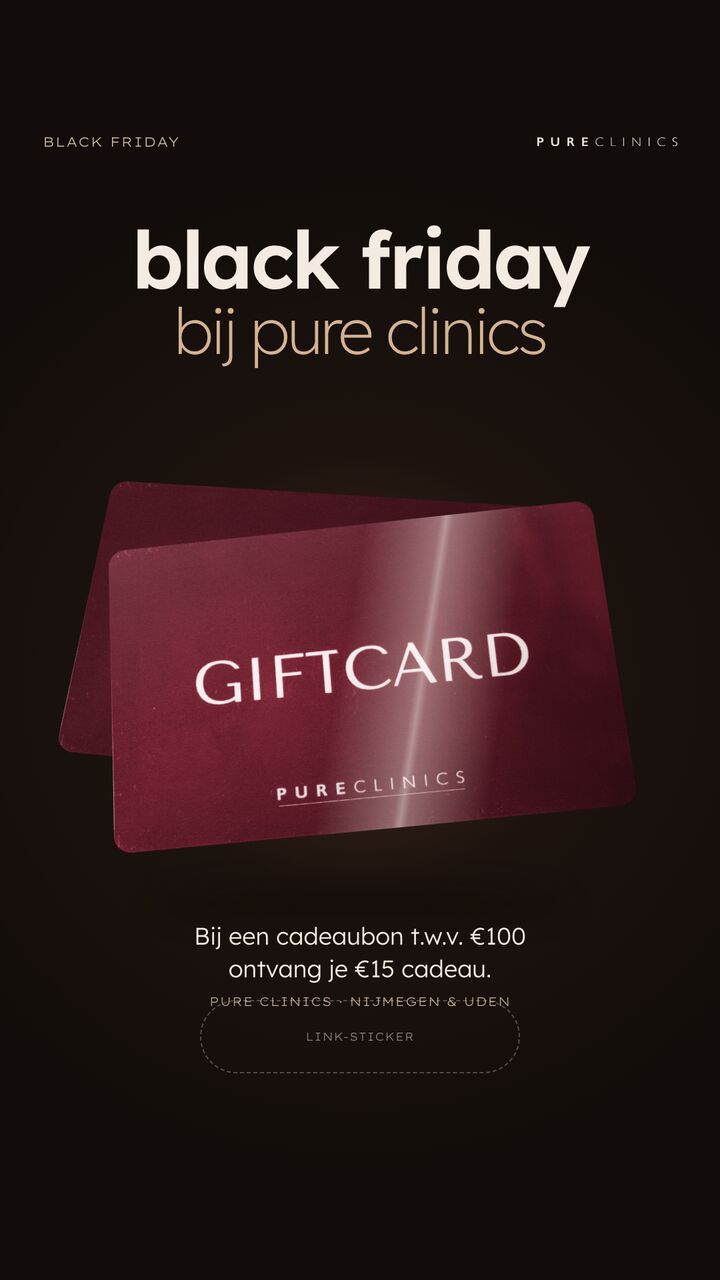 BLACK FRIDAY
PURECLINICS
black friday
bij pure clinics
GIFTCARD
PURECLINICS
Bij een cadeaubon t.w.v. €100
ontvang je €15 cadeau.
PURE CLINICS · NIJMEGEN & UDEN
LINK-STICKER